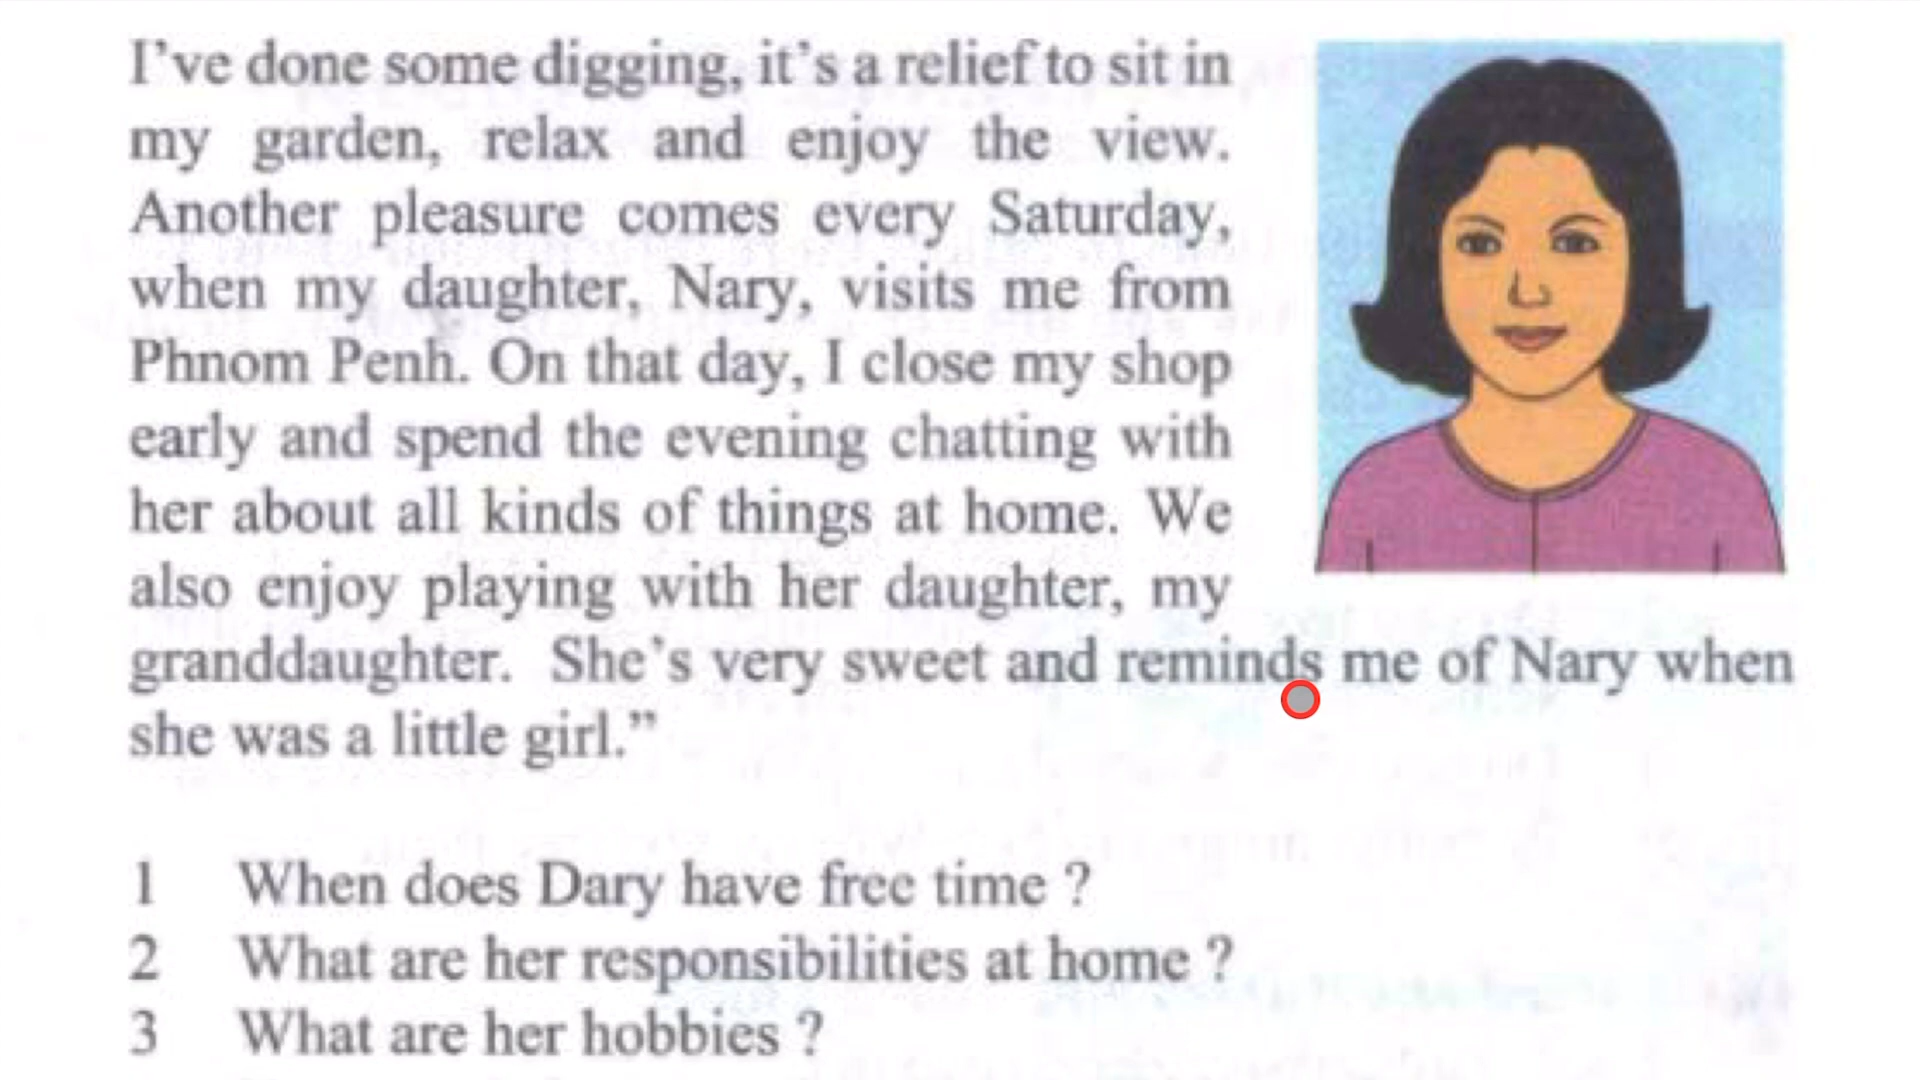 I've done some digging, it's a relief to sit in
my garden, relax and enjoy the view.
Another pleasure comes every Saturday,
when my daughter, Nary, visits me from
Phnom Penh. On that day, I close my shop
early and spend the evening chatting with
her about all kinds of things at home. We
also enjoy playing with her daughter, my
granddaughter. She's very sweet and reminds me of Nary when
she was a little girl.”
1 When does Dary have free time ?
2 What are her responsibilities at home ?
3 What are her hobbies ?